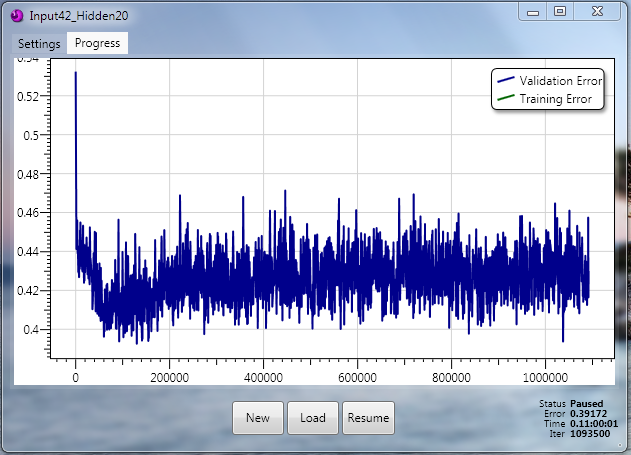 Input42_Hidden20
Settings Progress
0.54
0.52
0.5
0.48
0.46
0.44
0.42
0.4
Validation Error
Training Error
0 200000 400000 600000 800000 1000000
New Load Resume
Status Paused
Error 0.39172
Time 0.11:00:01
Iter 1093500